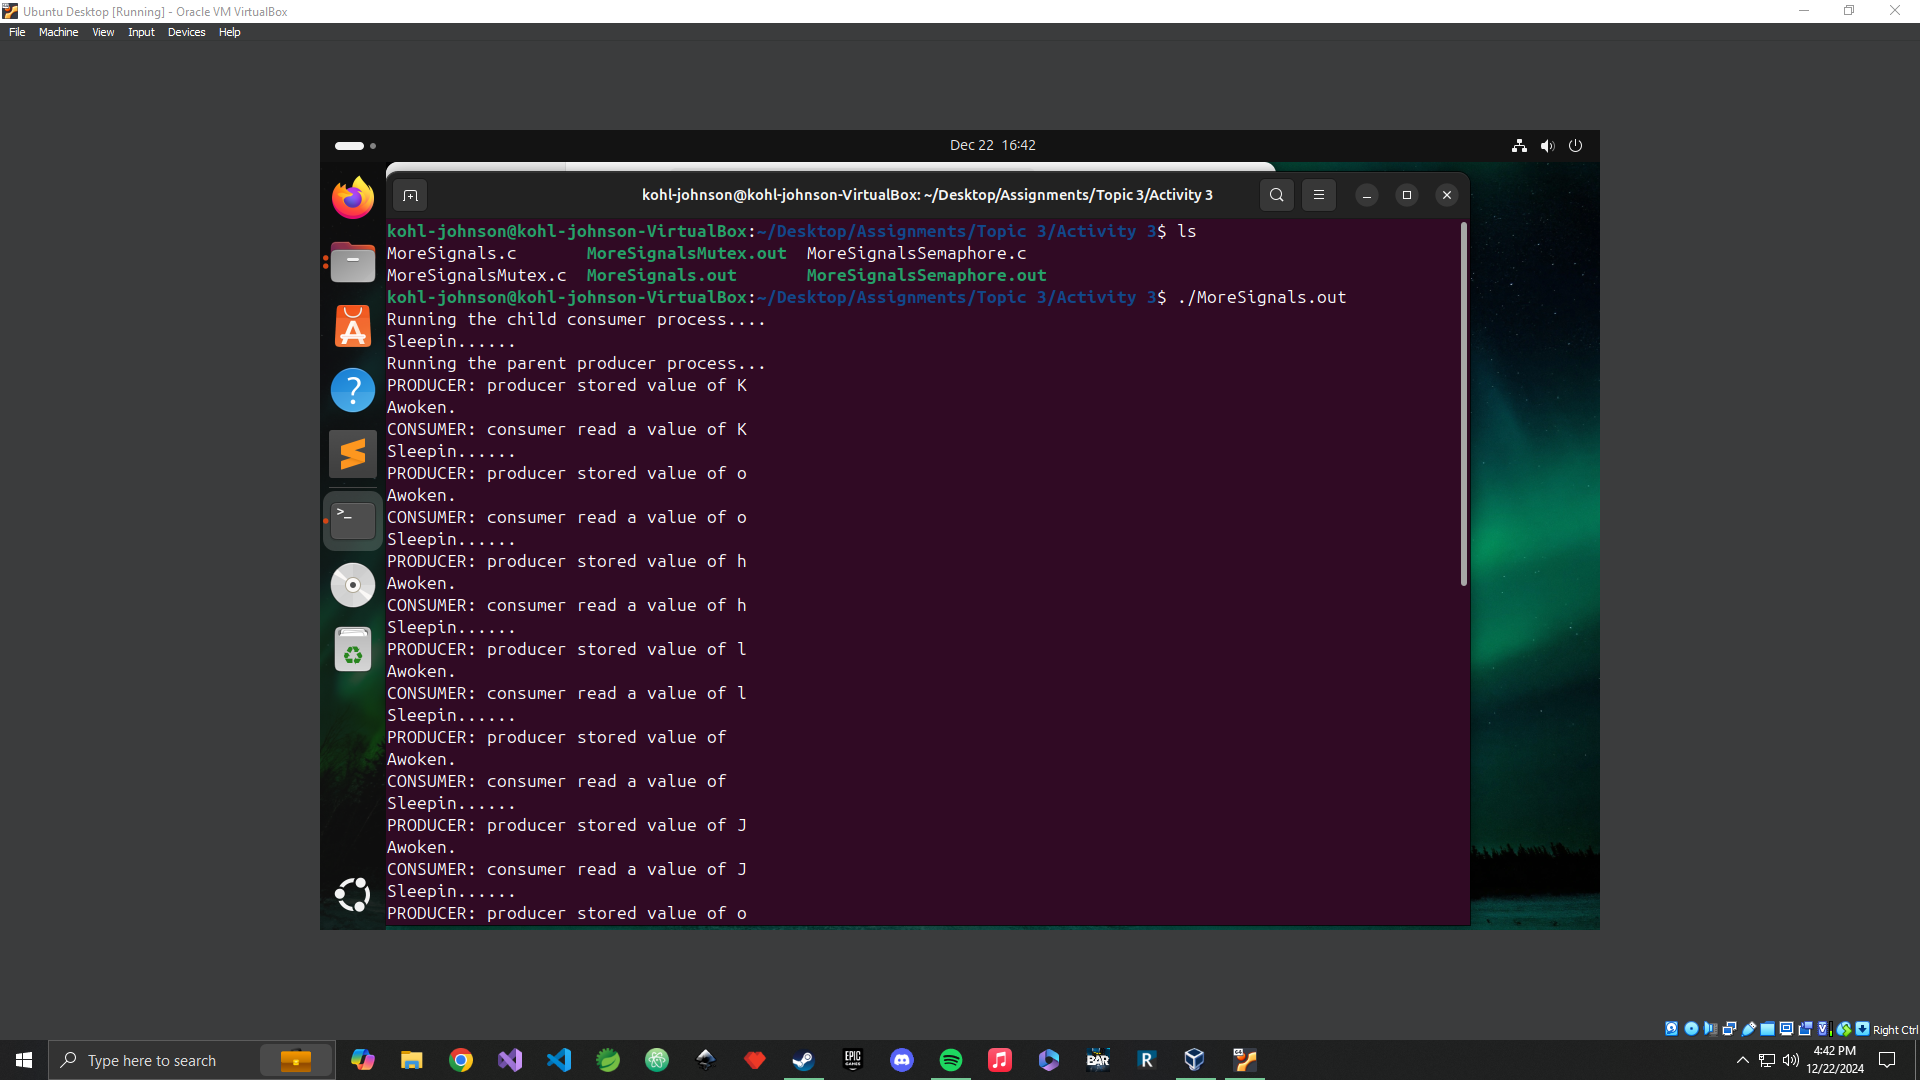 Ubuntu Desktop [Running] - Oracle VM VirtualBox
File Machine View Input Devices Help
Dec 22 16:42
kohl-johnson@kohl-johnson-VirtualBox: ~/Desktop/Assignments/Topic 3/Activity 3
kohl-johnson@kohl-johnson-VirtualBox:~/Desktop/Assignments/Topic 3/Activity 3$ ls
MoreSignals.c MoreSignalsMutex.out MoreSignalsSemaphore.c
MoreSignalsMutex.c MoreSignals.out MoreSignalsSemaphore.out
kohl-johnson@kohl-johnson-VirtualBox:~/Desktop/Assignments/Topic 3/Activity 3$ ./MoreSignals.out
Running the child consumer process....
Sleepin......
Running the parent producer process...
PRODUCER: producer stored value of K
Awoken.
CONSUMER: consumer read a value of K
Sleepin......
PRODUCER: producer stored value of o
Awoken.
CONSUMER: consumer read a value of o
Sleepin......
PRODUCER: producer stored value of h
Awoken.
CONSUMER: consumer read a value of h
Sleepin......
PRODUCER: producer stored value of l
Awoken.
CONSUMER: consumer read a value of l
Sleepin......
PRODUCER: producer stored value of
Awoken.
CONSUMER: consumer read a value of
Sleepin......
PRODUCER: producer stored value of J
Awoken.
CONSUMER: consumer read a value of J
Sleepin......
PRODUCER: producer stored value of o
Right Ctrl
Type here to search
EPIC GAMES
BAR
R
4:42 PM
12/22/2024